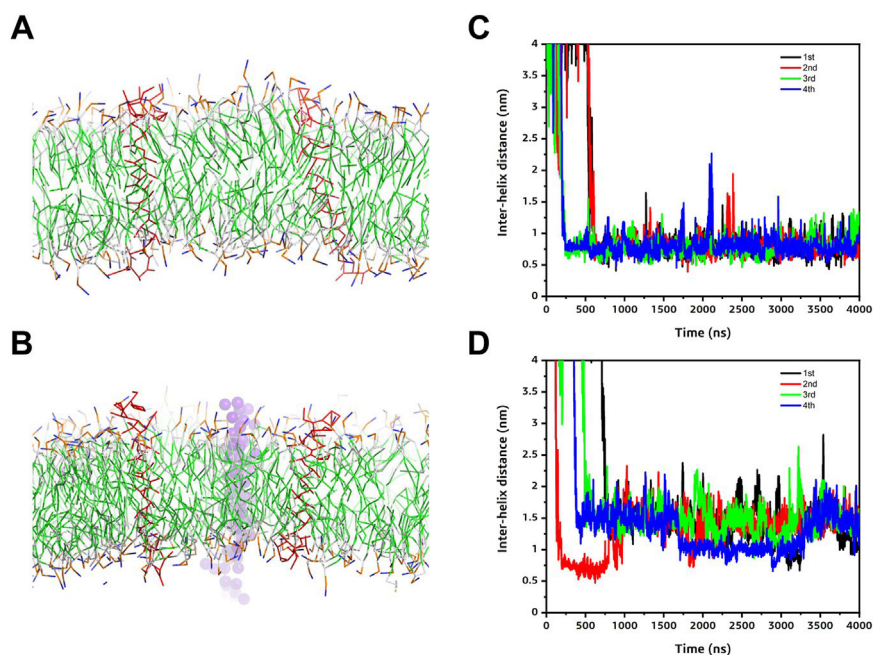 A
B
C
Inter-helix distance (nm)
4
3.5
3
2.5
2
1.5
1
0.5
0
1st
2nd
3rd
4th
0 500 1000 1500 2000 2500 3000 3500 4000
Time (ns)
D
Inter-helix distance (nm)
4
3.5
3
2.5
2
1.5
1
0.5
0
1st
2nd
3rd
4th
0 500 1000 1500 2000 2500 3000 3500 4000
Time (ns)